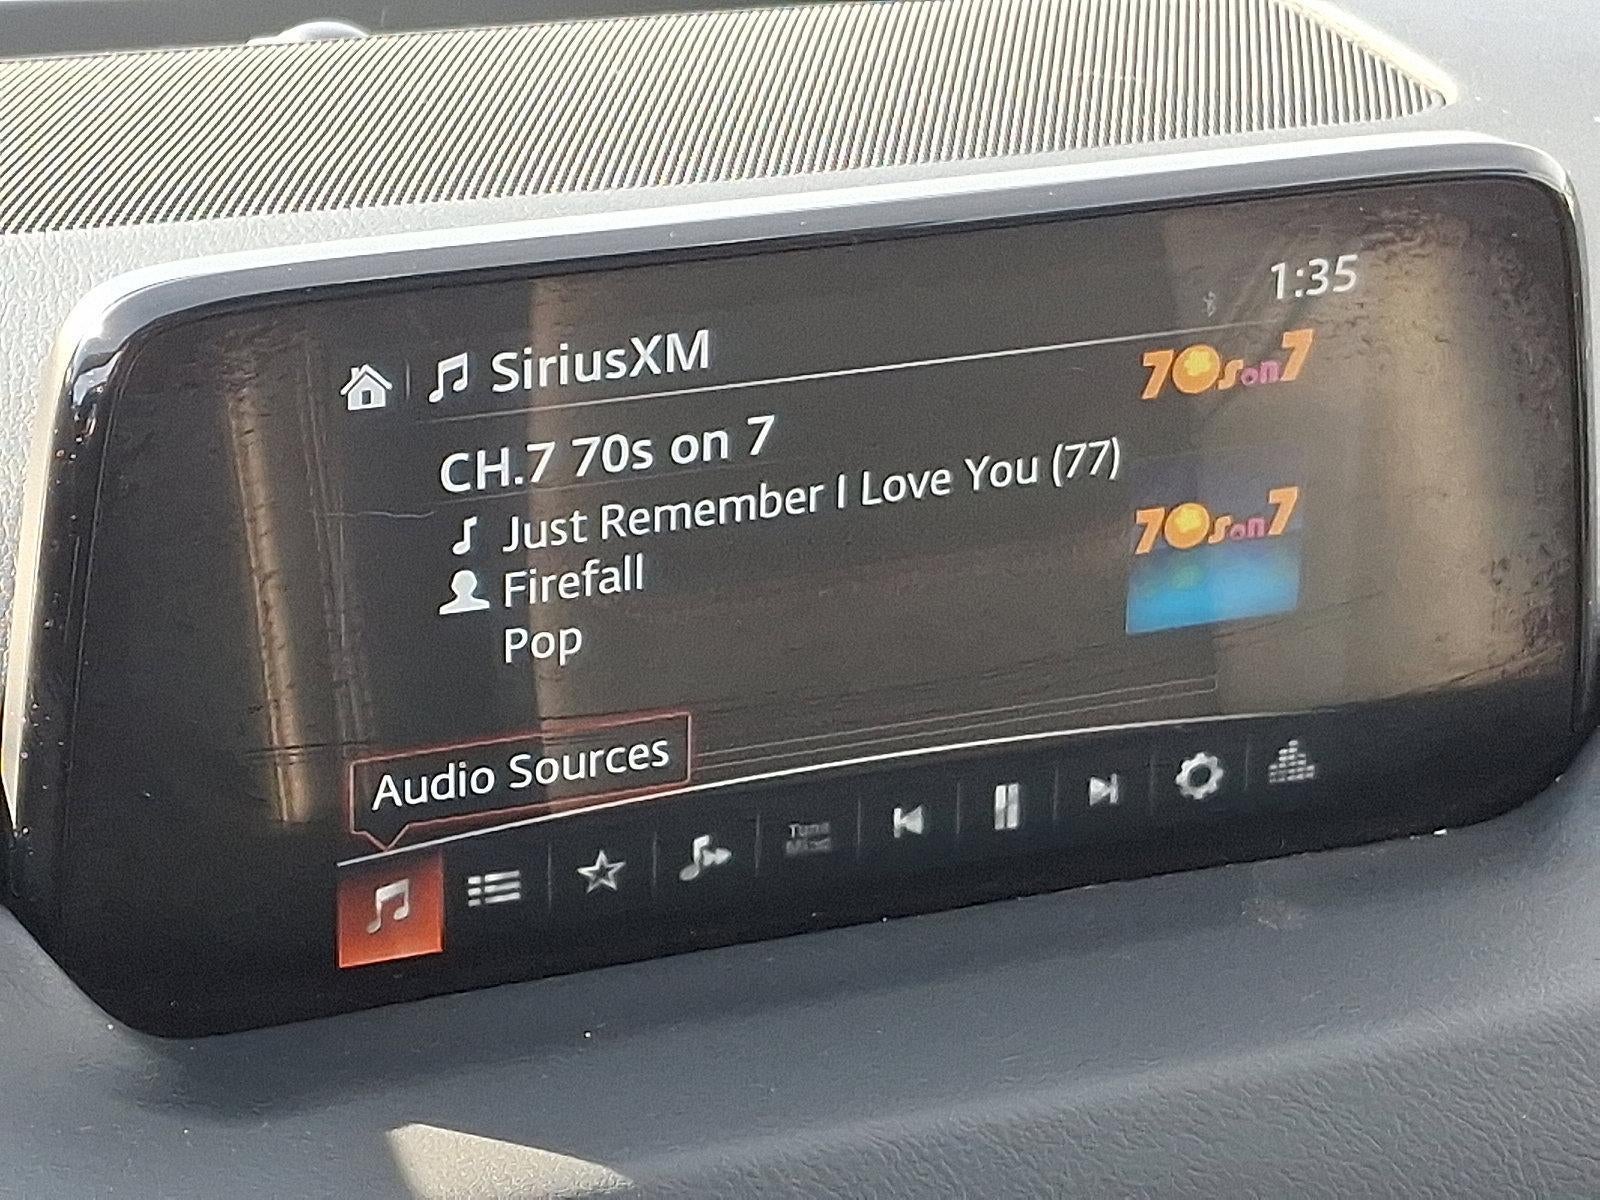 1:35
SiriusXM
70s on 7
CH.7 70s on 7
Just Remember I Love You (77)
70s on 7
Firefall
Pop
Audio Sources
Tune